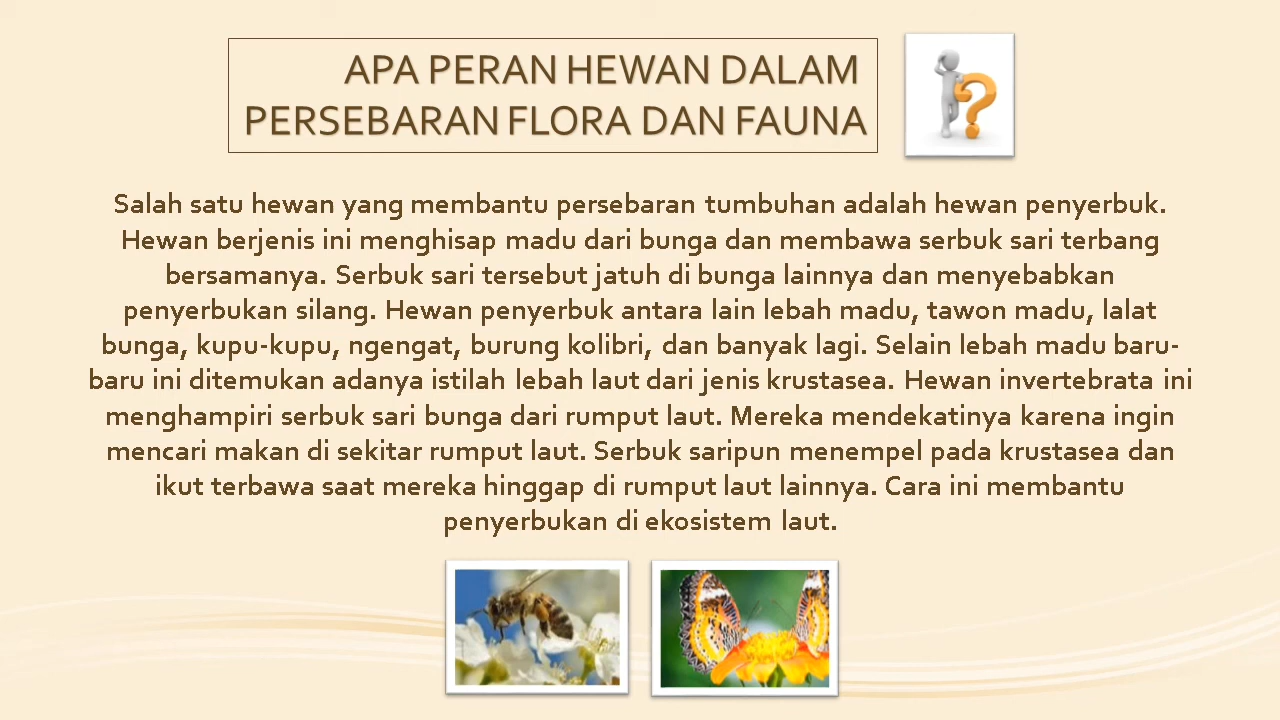 APA PERAN HEWAN DALAM
PERSEBARAN FLORA DAN FAUNA
Salah satu hewan yang membantu persebaran tumbuhan adalah hewan penyerbuk.
Hewan berjenis ini menghisap madu dari bunga dan membawa serbuk sari terbang
bersamanya. Serbuk sari tersebut jatuh di bunga lainnya dan menyebabkan
penyerbukan silang. Hewan penyerbuk antara lain lebah madu, tawon madu, lalat
bunga, kupu-kupu, ngengat, burung kolibri, dan banyak lagi. Selain lebah madu baru-
baru ini ditemukan adanya istilah lebah laut dari jenis krustasea. Hewan invertebrata ini
menghampiri serbuk sari bunga dari rumput laut. Mereka mendekatinya karena ingin
mencari makan di sekitar rumput laut. Serbuk saripun menempel pada krustasea dan
ikut terbawa saat mereka hinggap di rumput laut lainnya. Cara ini membantu
penyerbukan di ekosistem laut.